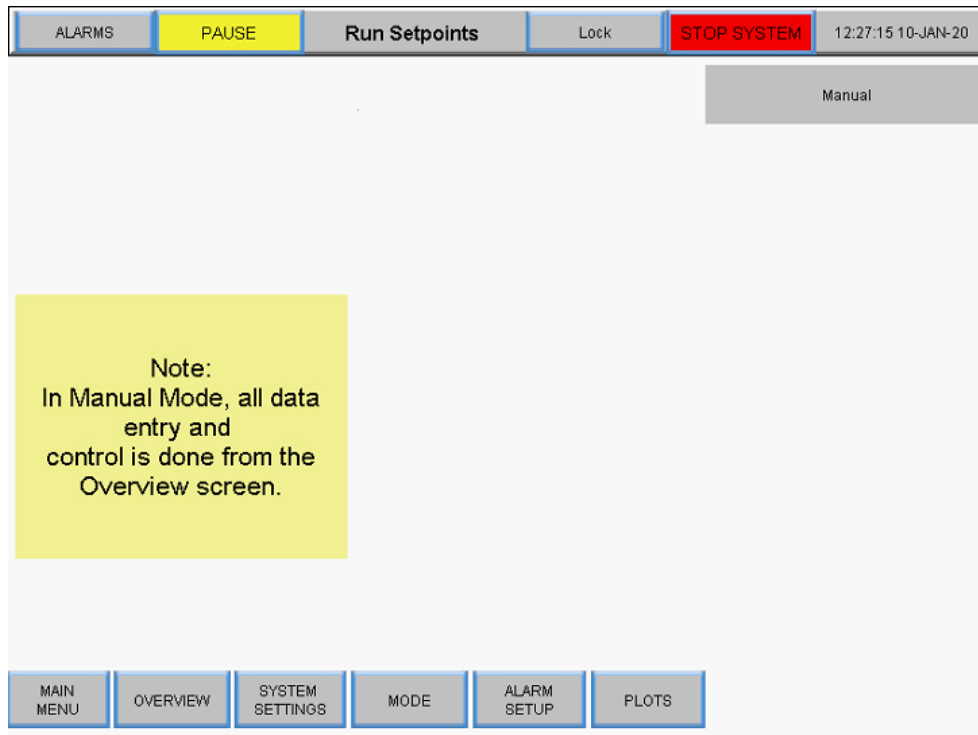 ALARMS
PAUSE
Run Setpoints
Lock
STOP SYSTEM
12:27:15 10-JAN-20
Manual
Note:
In Manual Mode, all data
entry and
control is done from the
Overview screen.
MAIN
MENU
OVERVIEW
SYSTEM
SETTINGS
MODE
ALARM
SETUP
PLOTS